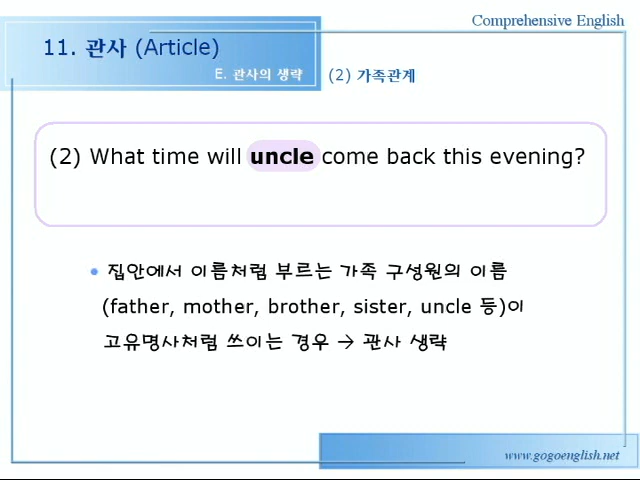 Comprehensive English
11. 관사 (Article)
E. 관사의 생략
(2) 가족관계
(2) What time will uncle come back this evening?
• 집안에서 이름처럼 부르는 가족 구성원의 이름
(father, mother, brother, sister, uncle 등)이
고유명사처럼 쓰이는 경우 → 관사 생략
www.gogoenglish.net